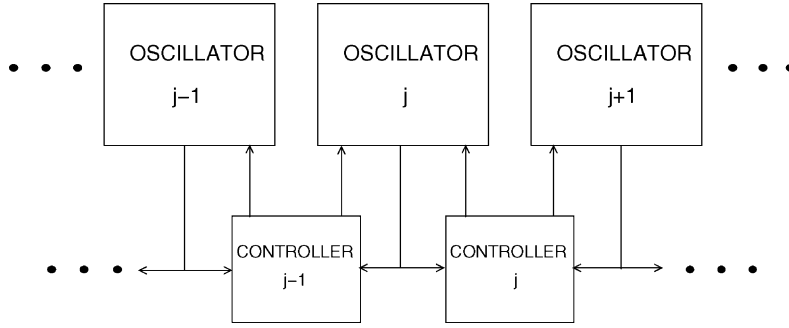 OSCILLATOR OSCILLATOR OSCILLATOR
j−1 j j+1
CONTROLLER CONTROLLER
j−1 j